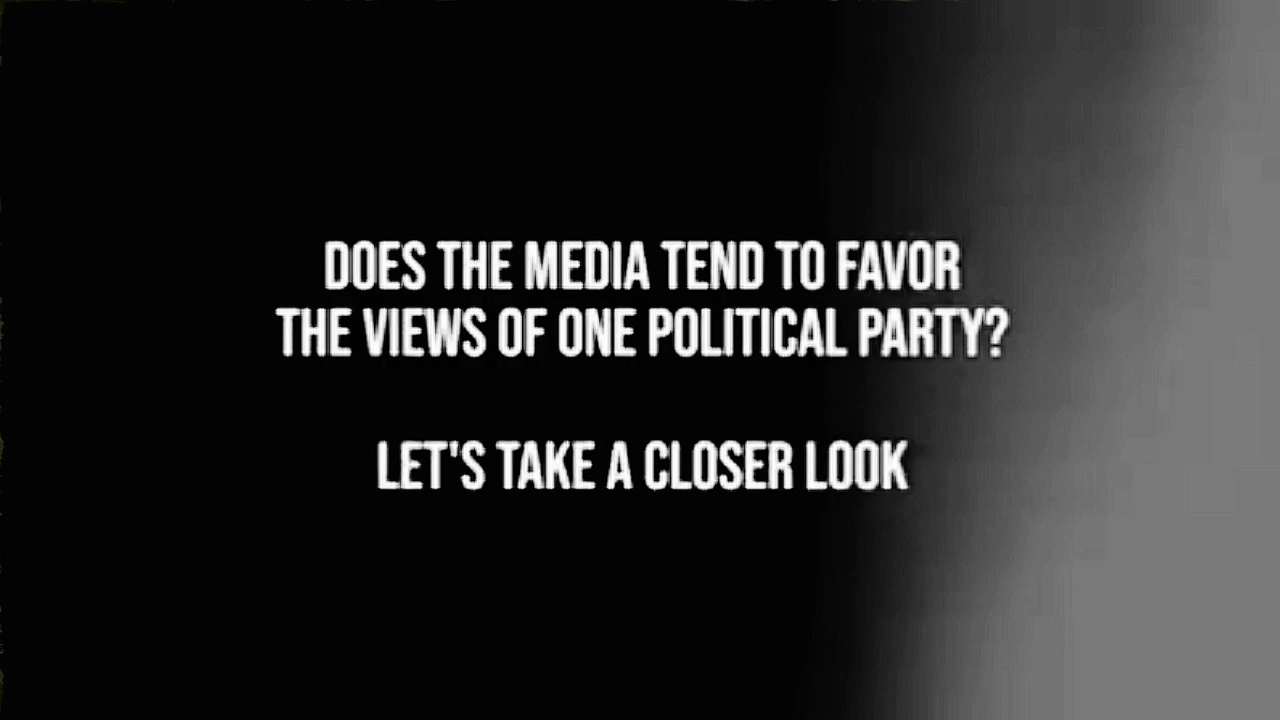 DOES THE MEDIA TEND TO FAVOR
THE VIEWS OF ONE POLITICAL PARTY?
LET'S TAKE A CLOSER LOOK